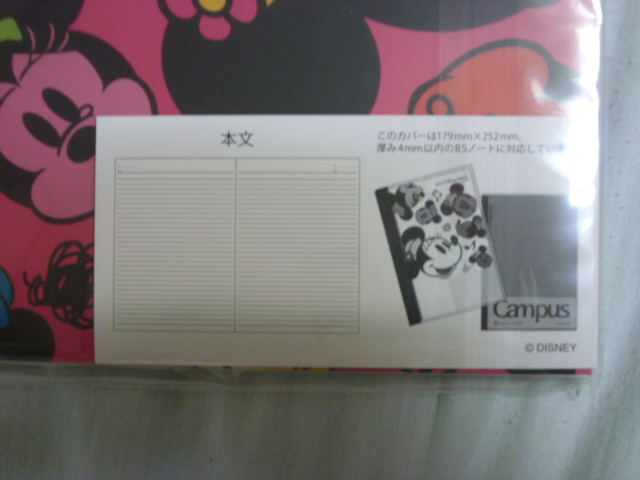 本文
このカバーは179mm×252mm、
厚み4mm以内のB5ノートに対応してい
Campus
© DISNEY